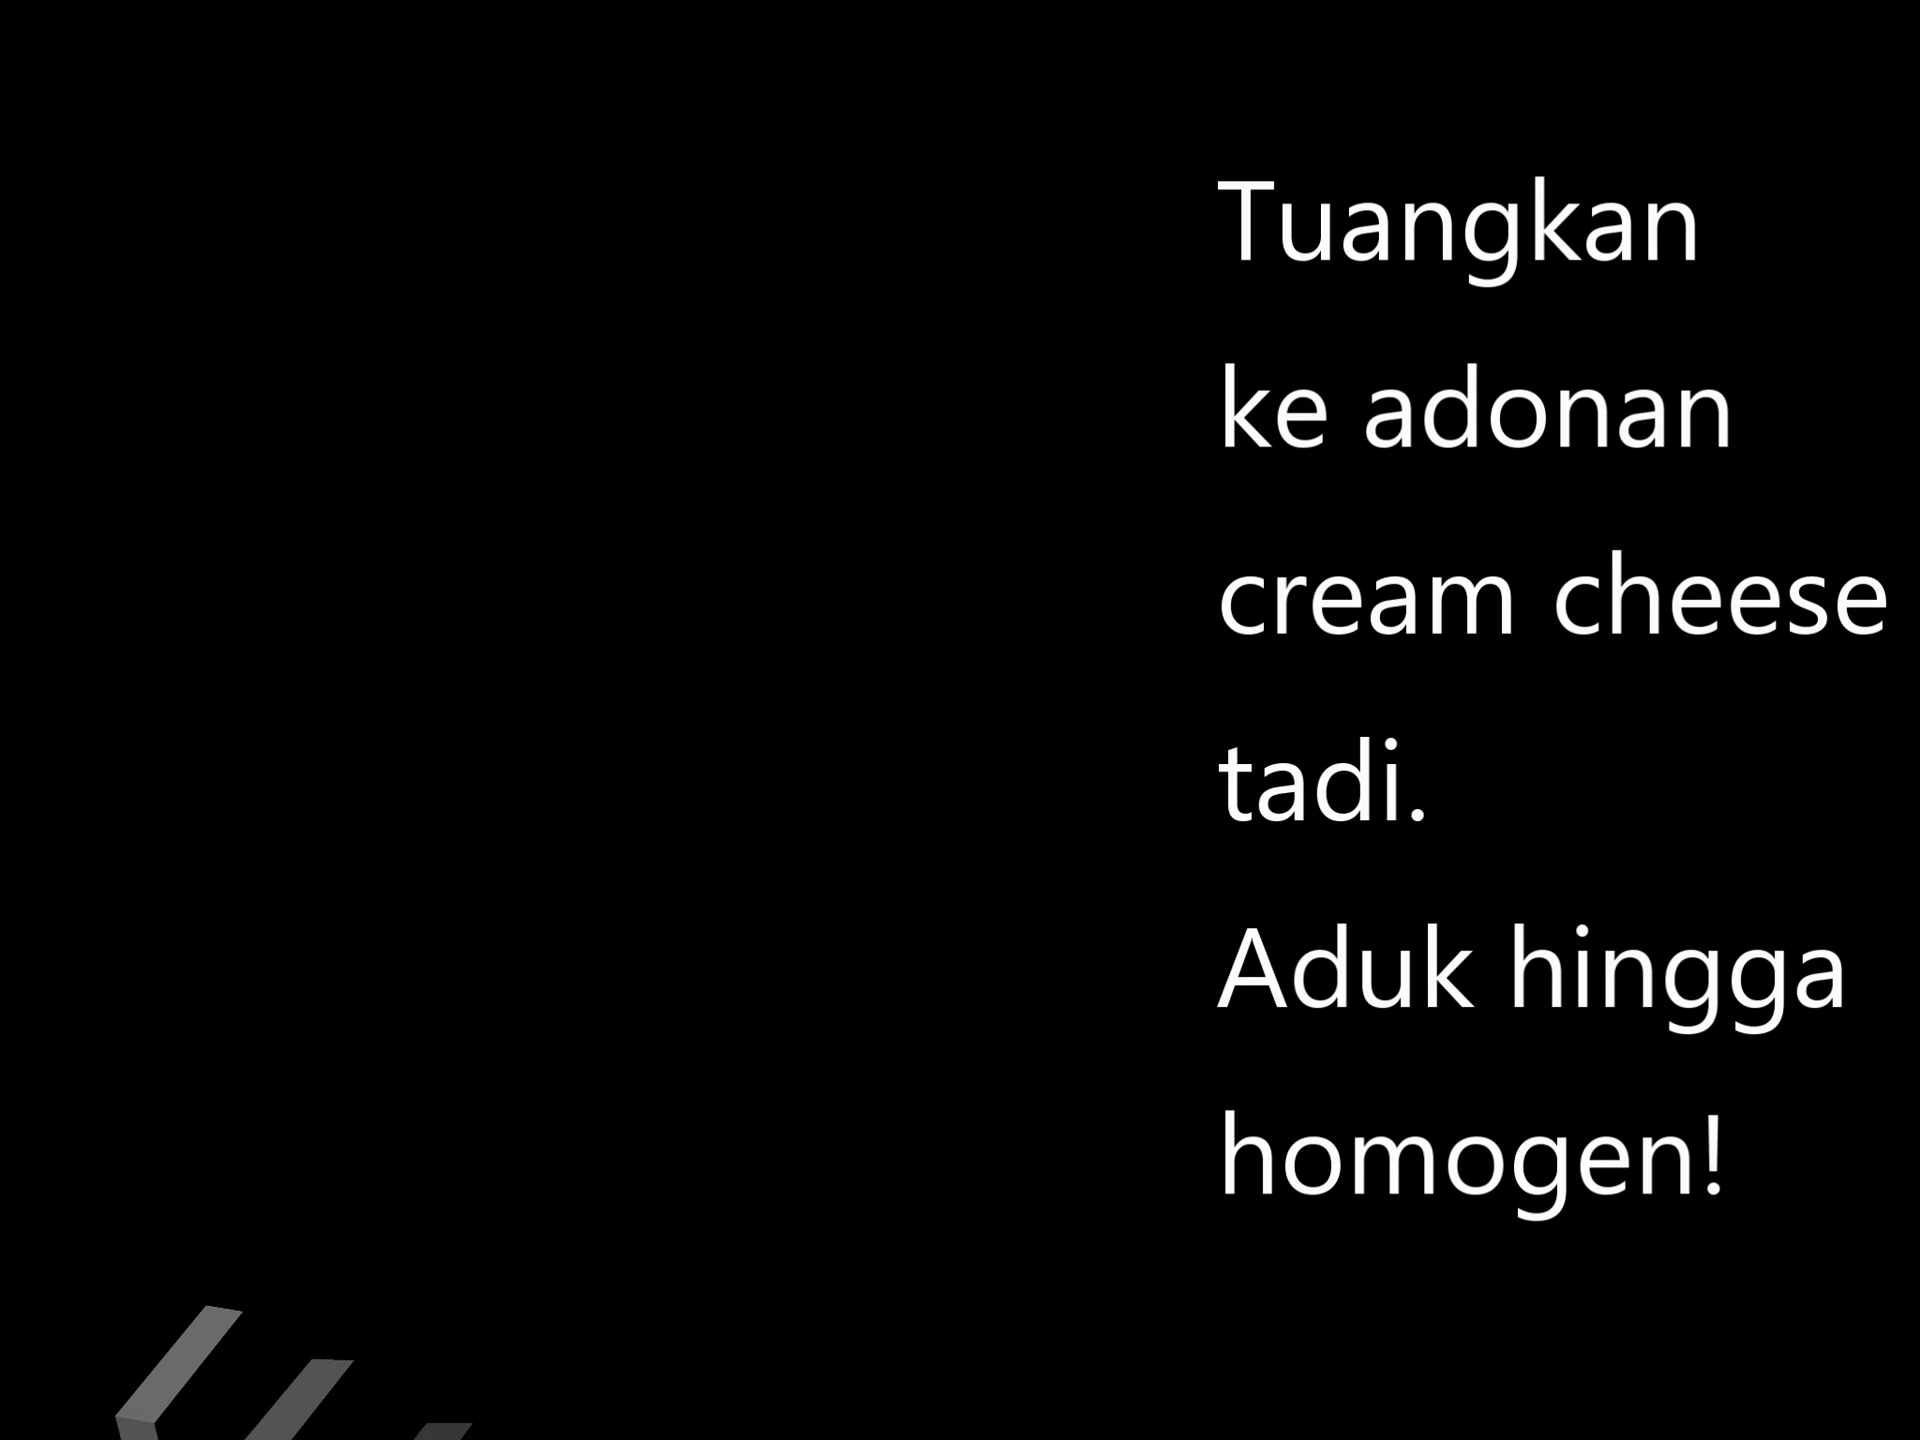 Tuangkan
ke adonan
cream cheese
tadi.
Aduk hingga
homogen!